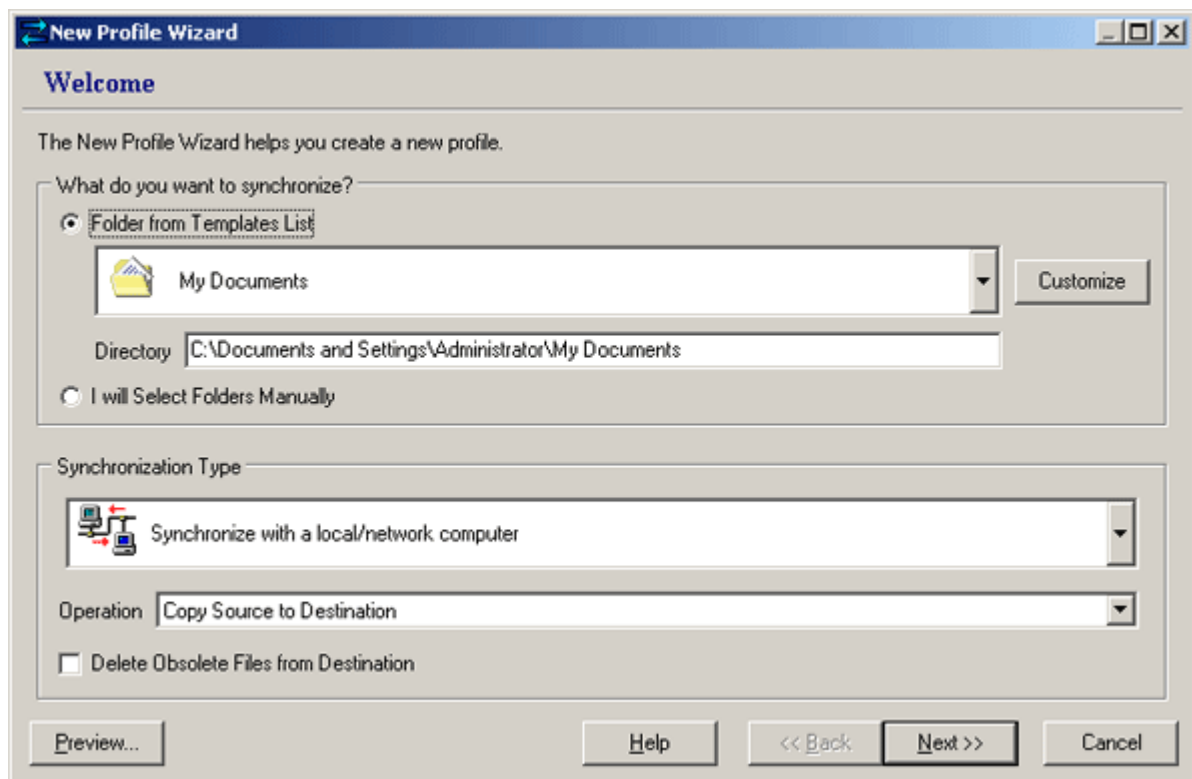 New Profile Wizard
Welcome
The New Profile Wizard helps you create a new profile.
What do you want to synchronize?
Folder from Templates List
My Documents
Customize
Directory C:\Documents and Settings\Administrator\My Documents
I will Select Folders Manually
Synchronization Type
Synchronize with a local/network computer
Operation Copy Source to Destination
Delete Obsolete Files from Destination
Preview... Help << Back Next >> Cancel